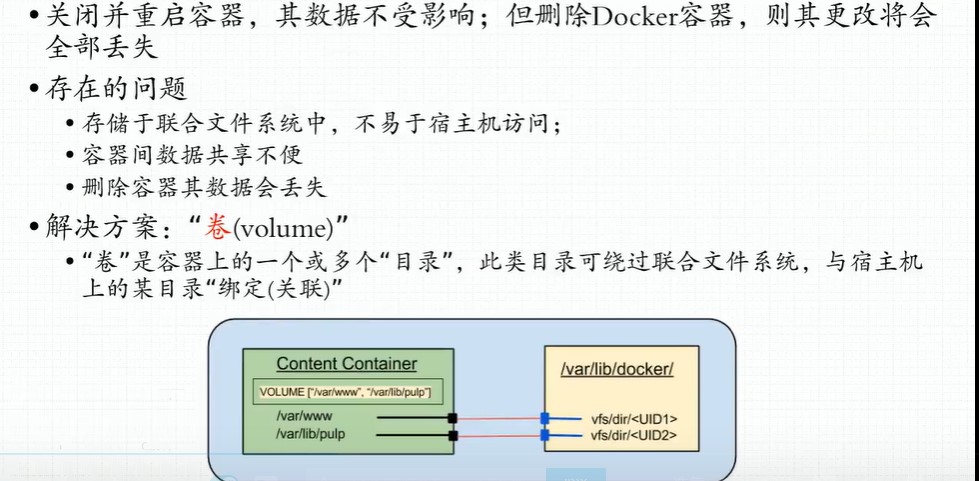 •关闭并重启容器，其数据不受影响；但删除Docker容器，则其更改将会
全部丢失
•存在的问题
•存储于联合文件系统中，不易于宿主机访问；
•容器间数据共享不便
•删除容器其数据会丢失
•解决方案：“卷(volume)”
•“卷”是容器上的一个或多个“目录”，此类目录可绕过联合文件系统，与宿主机
上的某目录“绑定(关联)”
Content Container
VOLUME ["/var/www", "/var/lib/pulp"]
/var/www
/var/lib/pulp
/var/lib/docker/
vfs/dir/<UID1>
vfs/dir/<UID2>